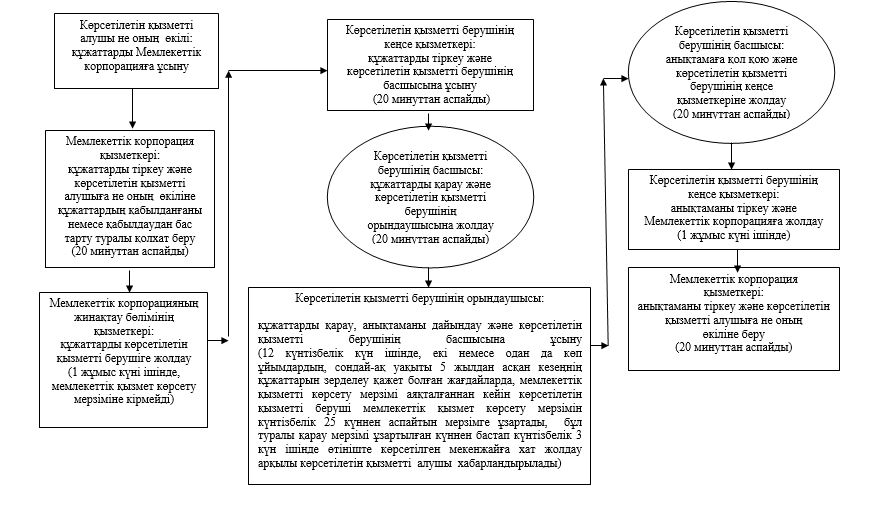 Көрсетілетін қызметті
алушы не оның өкілі:
құжаттарды Мемлекеттік
корпорацияға ұсыну
Мемлекеттік корпорация
қызметкері:
құжаттарды тіркеу және
көрсетілетін қызметті
алушыға не оның өкіліне
құжаттардың қабылданғаны
немесе қабылдаудан бас
тарту туралы қолхат беру
(20 минуттан аспайды)
Мемлекеттік корпорацияның
жинақтау бөлімінің
қызметкері:
құжаттарды көрсетілетін
қызметті берушіге жолдау
(1 жұмыс күні ішінде,
мемлекеттік қызмет көрсету
мерзіміне кірмейді)
Көрсетілетін қызметті берушінің
кеңсе қызметкері:
құжаттарды тіркеу және
көрсетілетін қызметті берушінің
басшысына ұсыну
(20 минуттан аспайды)
Көрсетілетін қызметті
берушінің басшысы:
құжаттарды қарау және
көрсетілетін қызметті
берушінің
орындаушысына жолдау
(20 минуттан аспайды)
Көрсетілетін қызметті берушінің орындаушысы:
құжаттарды қарау, анықтаманы дайындау және көрсетілетін
қызметті берушінің басшысына ұсыну
(12 күнтізбелік күн ішінде, екі немесе одан да көп
ұйымдардың, сондай-ақ уақыты 5 жылдан асқан кезеңнің
құжаттарын зерделеу қажет болған жағдайларда, мемлекеттік
қызметті көрсету мерзімі аяқталғаннан кейін көрсетілетін
қызметті беруші мемлекеттік қызмет көрсету мерзімін
күнтізбелік 25 күннен аспайтын мерзімге ұзартады, бұл
туралы қарау мерзімі ұзартылған күннен бастап күнтізбелік 3
күн ішінде өтініште көрсетілген мекенжайға хат жолдау
арқылы көрсетілетін қызметті алушы хабарландырылады)
Көрсетілетін қызметті
берушінің басшысы:
анықтамаға қол қою және
көрсетілетін қызметті
берушінің кеңсе
қызметкеріне жолдау
(20 минуттан аспайды)
Көрсетілетін қызметті берушінің
кеңсе қызметкері:
анықтаманы тіркеу және
Мемлекеттік корпорацияға жолдау
(1 жұмыс күні ішінде)
Мемлекеттік корпорация
қызметкері:
анықтаманы тіркеу және көрсетілетін
қызметті алушыға не оның
өкіліне беру
(20 минуттан аспайды)